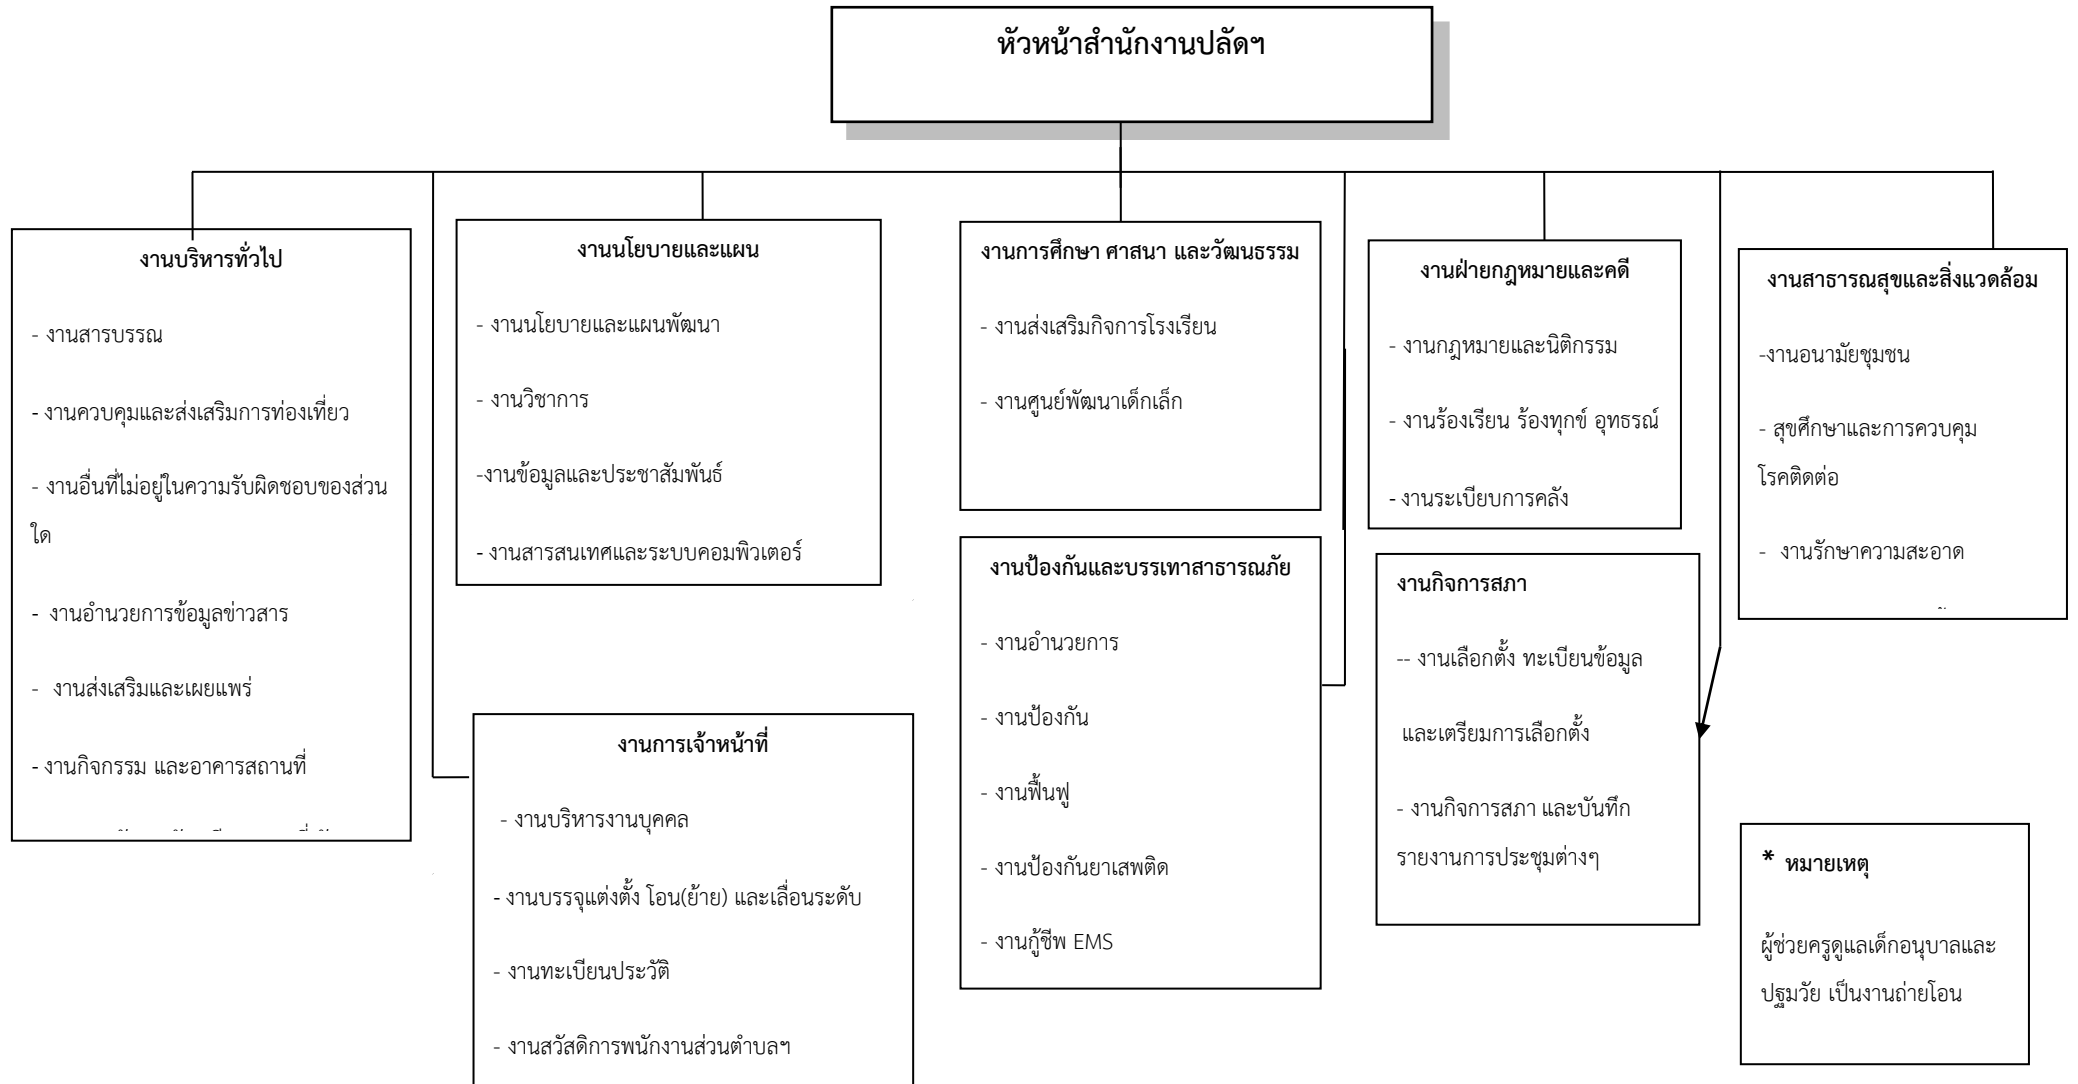 หัวหน้าสำนักงานปลัดฯ
งานบริหารทั่วไป
- งานสารบรรณ
- งานควบคุมและส่งเสริมการท่องเที่ยว
- งานอื่นที่ไม่อยู่ในความรับผิดชอบของส่วน
ใด
- งานอำนวยการข้อมูลข่าวสาร
- งานส่งเสริมและเผยแพร่
- งานกิจกรรม และอาคารสถานที่
งานนโยบายและแผน
- งานนโยบายและแผนพัฒนา
- งานวิชาการ
-งานข้อมูลและประชาสัมพันธ์
- งานสารสนเทศและระบบคอมพิวเตอร์
งานการเจ้าหน้าที่
- งานบริหารงานบุคคล
- งานบรรจุแต่งตั้ง โอน(ย้าย) และเลื่อนระดับ
- งานทะเบียนประวัติ
- งานสวัสดิการพนักงานส่วนตำบลฯ
งานการศึกษา ศาสนา และวัฒนธรรม
- งานส่งเสริมกิจการโรงเรียน
- งานศูนย์พัฒนาเด็กเล็ก
งานป้องกันและบรรเทาสาธารณภัย
- งานอำนวยการ
- งานป้องกัน
- งานฟื้นฟู
- งานป้องกันยาเสพติด
- งานกู้ชีพ EMS
งานฝ่ายกฎหมายและคดี
- งานกฎหมายและนิติกรรม
- งานร้องเรียน ร้องทุกข์ อุทธรณ์
- งานระเบียบการคลัง
งานกิจการสภา
-- งานเลือกตั้ง ทะเบียนข้อมูล
และเตรียมการเลือกตั้ง
- งานกิจการสภา และบันทึก
รายงานการประชุมต่างๆ
งานสาธารณสุขและสิ่งแวดล้อม
-งานอนามัยชุมชน
- สุขศึกษาและการควบคุม
โรคติดต่อ
- งานรักษาความสะอาด
* หมายเหตุ
ผู้ช่วยครูดูแลเด็กอนุบาลและ
ปฐมวัย เป็นงานถ่ายโอน